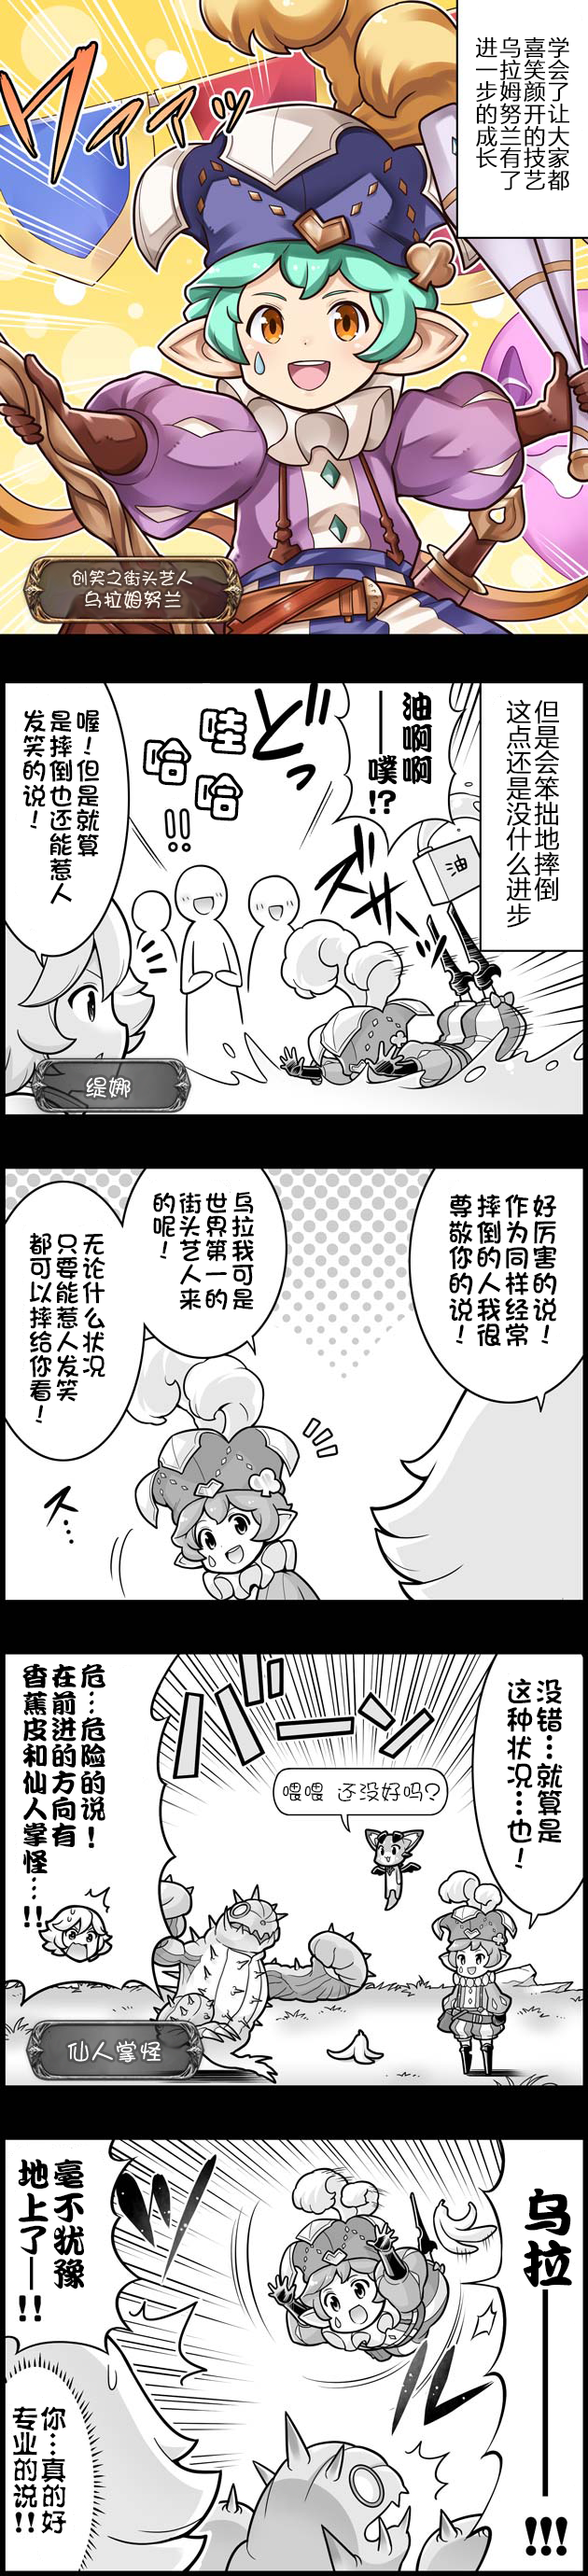 学会了让大家都
喜笑颜开的技艺
乌拉姆努兰有了
进一步的成长
ワァァァッ
创笑之街头艺人
乌拉姆努兰
但是会笨拙地摔倒
这点还是没什么进步
油啊啊
——噗!?
油
どっ
ズザッ
哇
哈
哈
!!
喔！但是就算
是摔倒也还能惹人
发笑的说！
缇娜
好厉害的说！
作为同样经常
摔倒的人我很
尊敬你的说！
乌拉我可是
世界第一的
街头艺人来
的呢！
无论什么状况
只要能惹人发笑
都可以摔给你看！
ス…
没错…就算是
这种状况…也！
喂喂 还没好吗?
バーン
危…危险的说！
在前进的方向有
香蕉皮和仙人掌怪…!!
仙人掌怪
乌拉——!!!
毫不犹豫
地上了—!!
你…真的好
专业的说!!